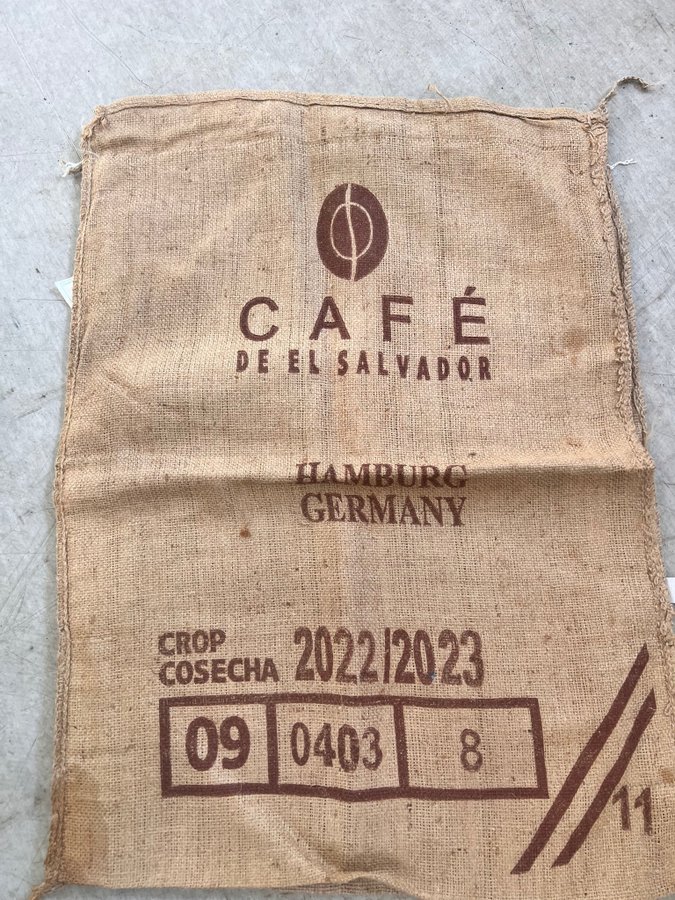 CAFÉ
DE EL SALVADOR
HAMBURG
GERMANY
CROP
COSECHA 2022/2023
09 0403 8
11